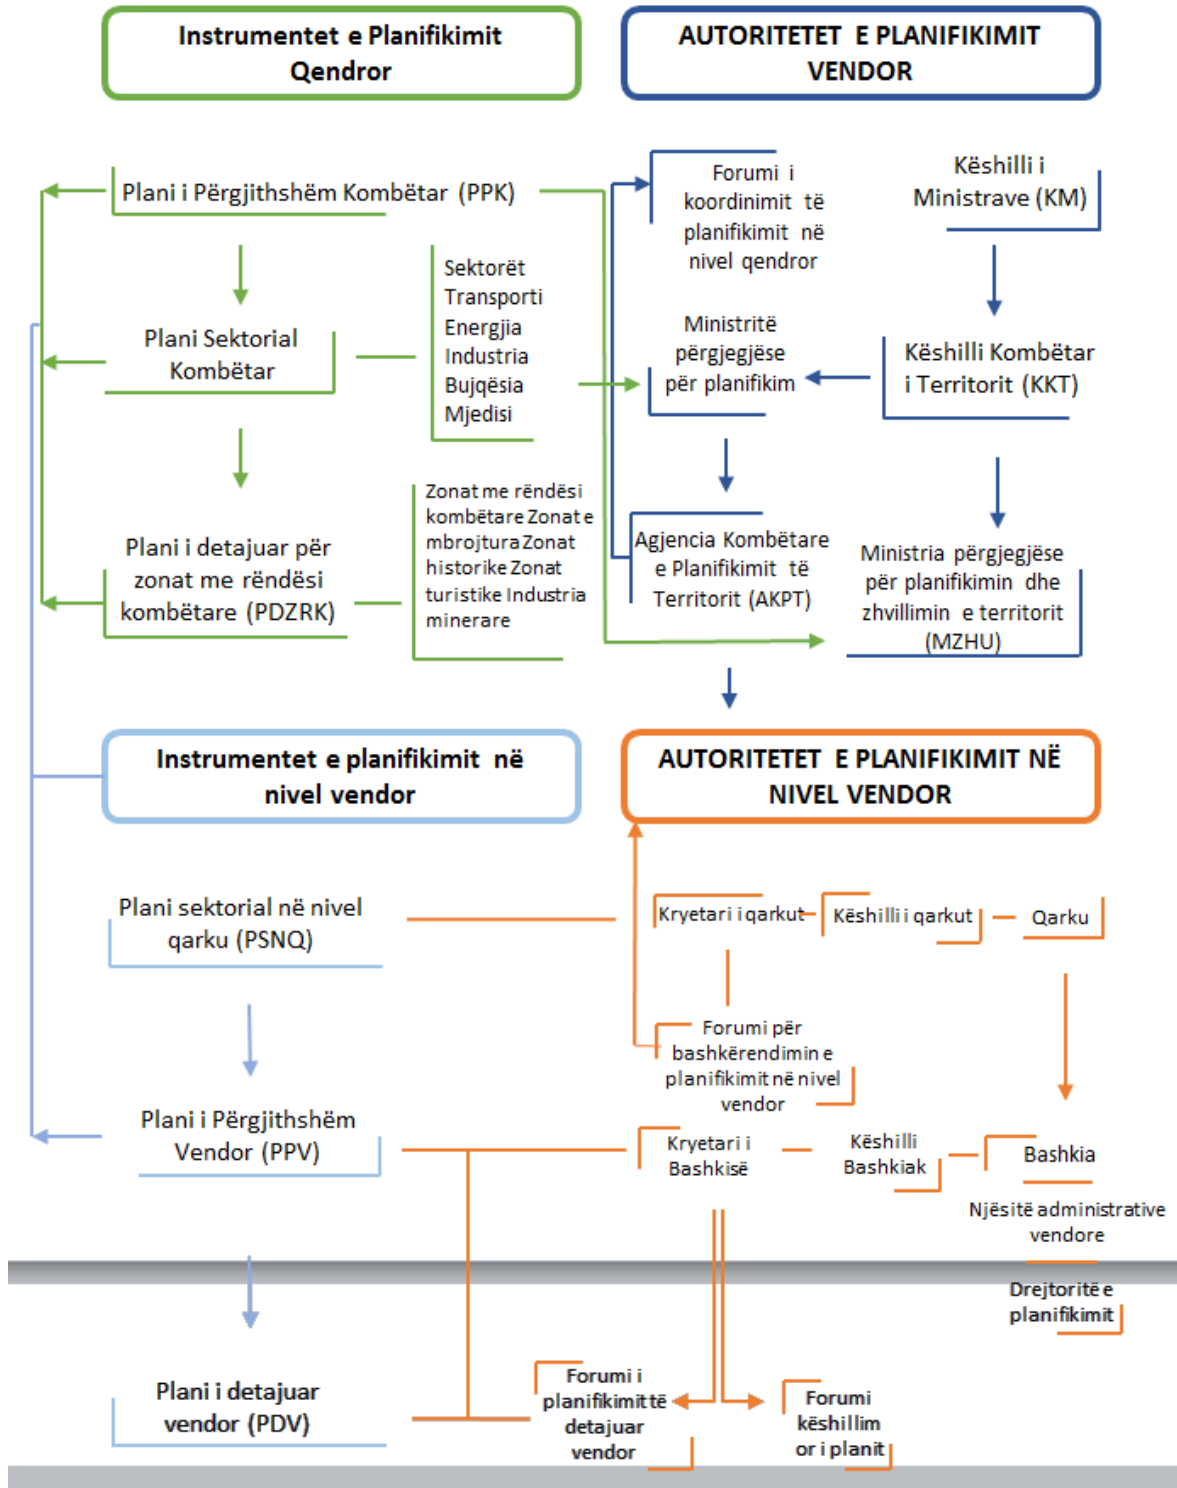 Instrumentet e Planifikimit
Qendror
AUTORITETET E PLANIFIKIMIT
VENDOR
Plani i Përgjithshëm Kombëtar (PPK)
Plani Sektorial
Kombëtar
Sektorët
Transporti
Energjia
Industria
Bujqësia
Mjedisi
Plani i detajuar për
zonat me rëndësi
kombëtare (PDZRK)
Zonat me rëndësi
kombëtare Zonat e
mbrojtura Zonat
historike Zonat
turistike Industria
minerare
Forumi i
koordinimit të
planifikimit në
nivel qendror
Këshilli i
Ministrave (KM)
Ministritë
përgjegjëse
për planifikim
Këshilli Kombëtar
i Territorit (KKT)
Agjencia Kombëtare
e Planifikimit të
Territorit (AKPT)
Ministria përgjegjëse
për planifikimin dhe
zhvillimin e territorit
(MZHU)
Instrumentet e planifikimit në
nivel vendor
AUTORITETET E PLANIFIKIMIT NË
NIVEL VENDOR
Plani sektorial në nivel
qarku (PSNQ)
Kryetari i qarkut
Këshilli i qarkut
Qarku
Forumi për
bashkërendimin e
planifikimit në nivel
vendor
Plani i Përgjithshëm
Vendor (PPV)
Kryetari i
Bashkisë
Këshilli
Bashkiak
Bashkia
Njësitë administrative
vendore
Drejtoritë e
planifikimit
Plani i detajuar
vendor (PDV)
Forumi i
planifikimit të
detajuar
vendor
Forumi
këshillim
or i planit